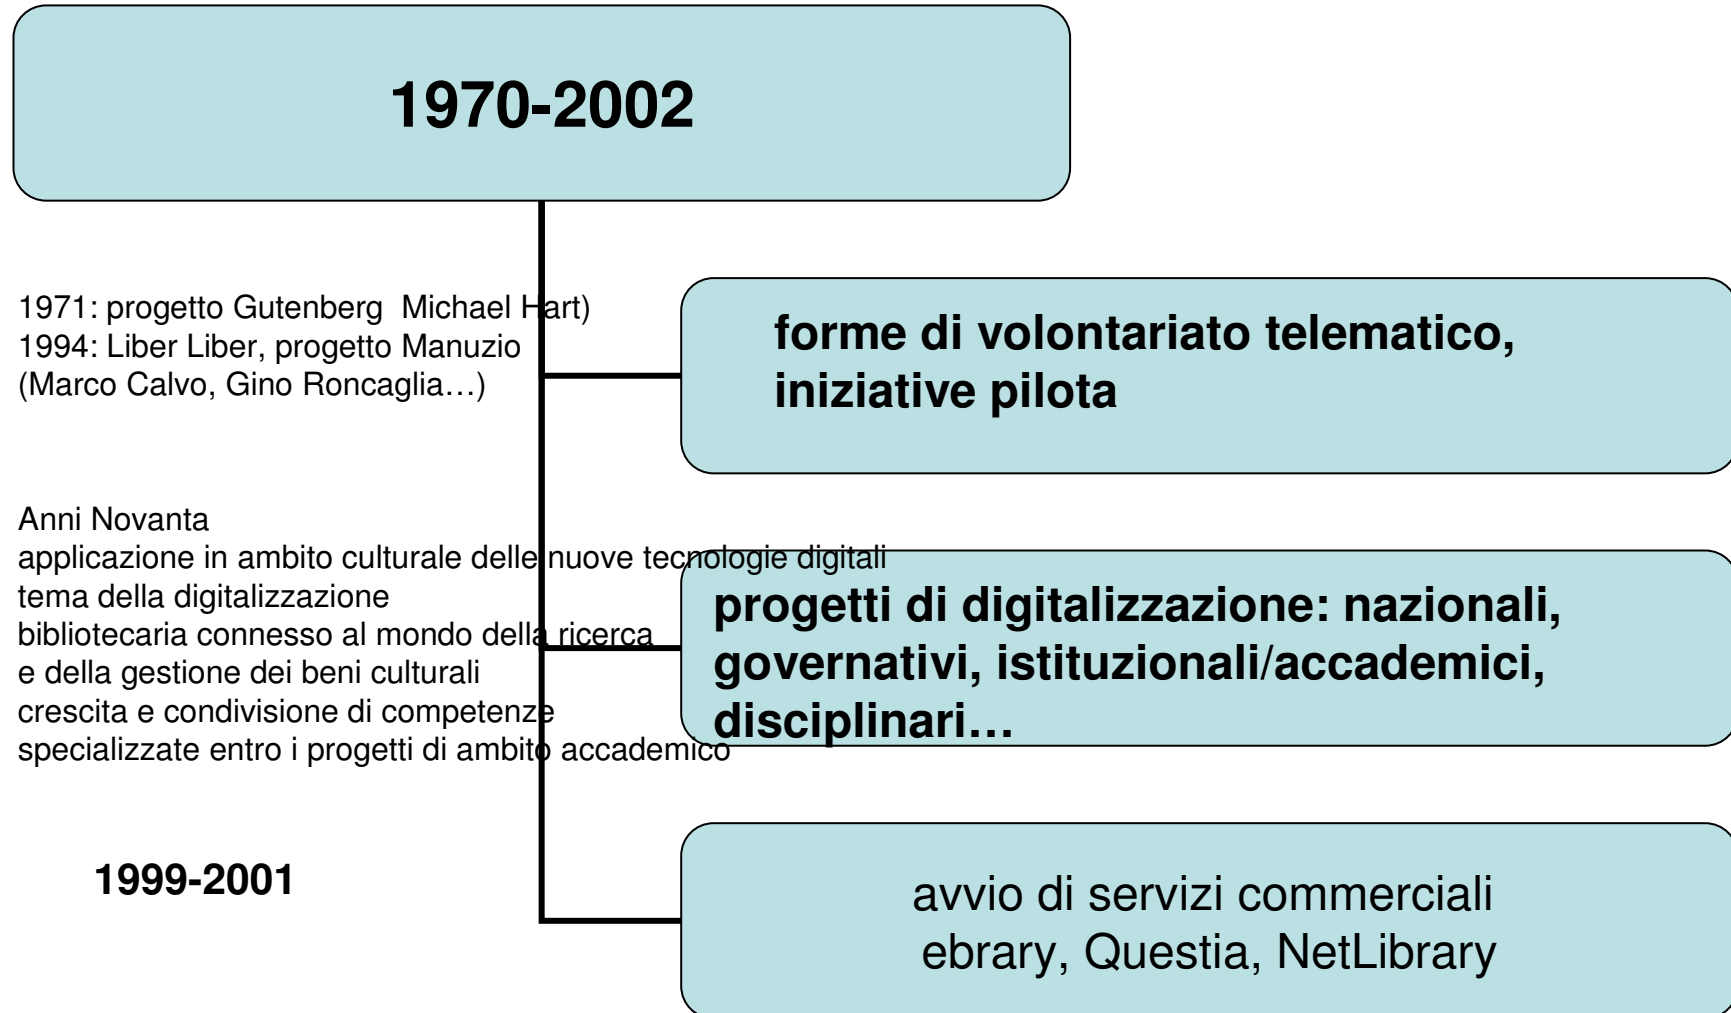 1970-2002
1971: progetto Gutenberg  Michael Hart)
1994: Liber Liber, progetto Manuzio
(Marco Calvo, Gino Roncaglia…)
forme di volontariato telematico,
iniziative pilota
Anni Novanta
applicazione in ambito culturale delle nuove tecnologie digitali
tema della digitalizzazione
bibliotecaria connesso al mondo della ricerca
e della gestione dei beni culturali
crescita e condivisione di competenze
specializzate entro i progetti di ambito accademico
progetti di digitalizzazione: nazionali,
governativi, istituzionali/accademici,
disciplinari…
1999-2001
avvio di servizi commerciali
ebrary, Questia, NetLibrary